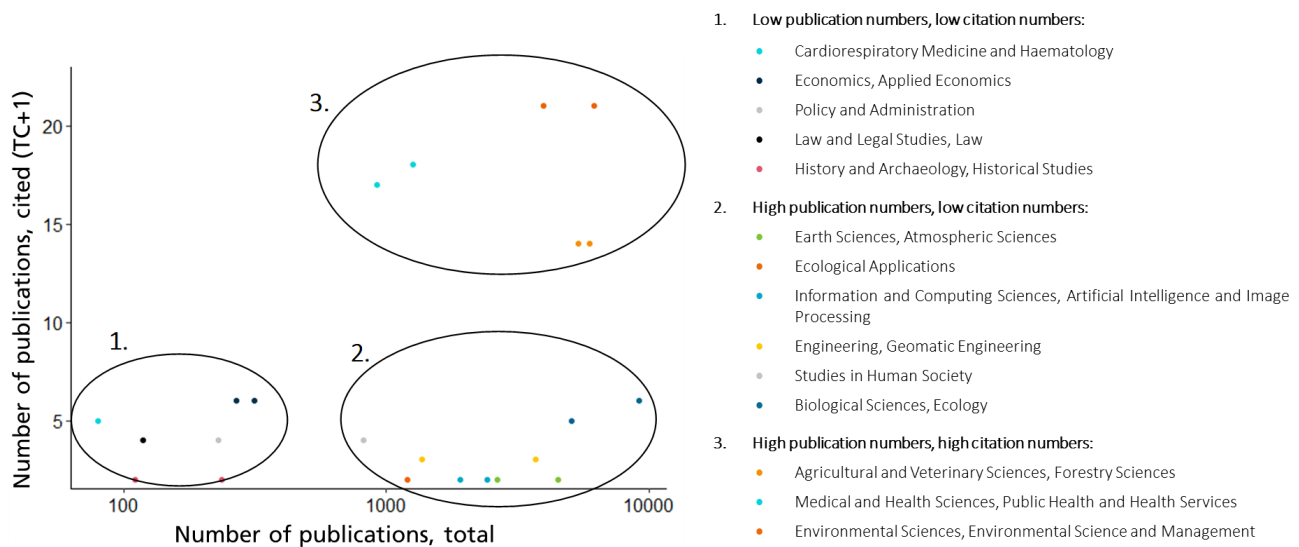 Number of publications, cited (TC+1)
20
15
10
5
3.
1.
2.
100
1000
10000
Number of publications, total
1. Low publication numbers, low citation numbers:
Cardiorespiratory Medicine and Haematology
Economics, Applied Economics
Policy and Administration
Law and Legal Studies, Law
History and Archaeology, Historical Studies
2. High publication numbers, low citation numbers:
Earth Sciences, Atmospheric Sciences
Ecological Applications
Information and Computing Sciences, Artificial Intelligence and Image
Processing
Engineering, Geomatic Engineering
Studies in Human Society
Biological Sciences, Ecology
3. High publication numbers, high citation numbers:
Agricultural and Veterinary Sciences, Forestry Sciences
Medical and Health Sciences, Public Health and Health Services
Environmental Sciences, Environmental Science and Management